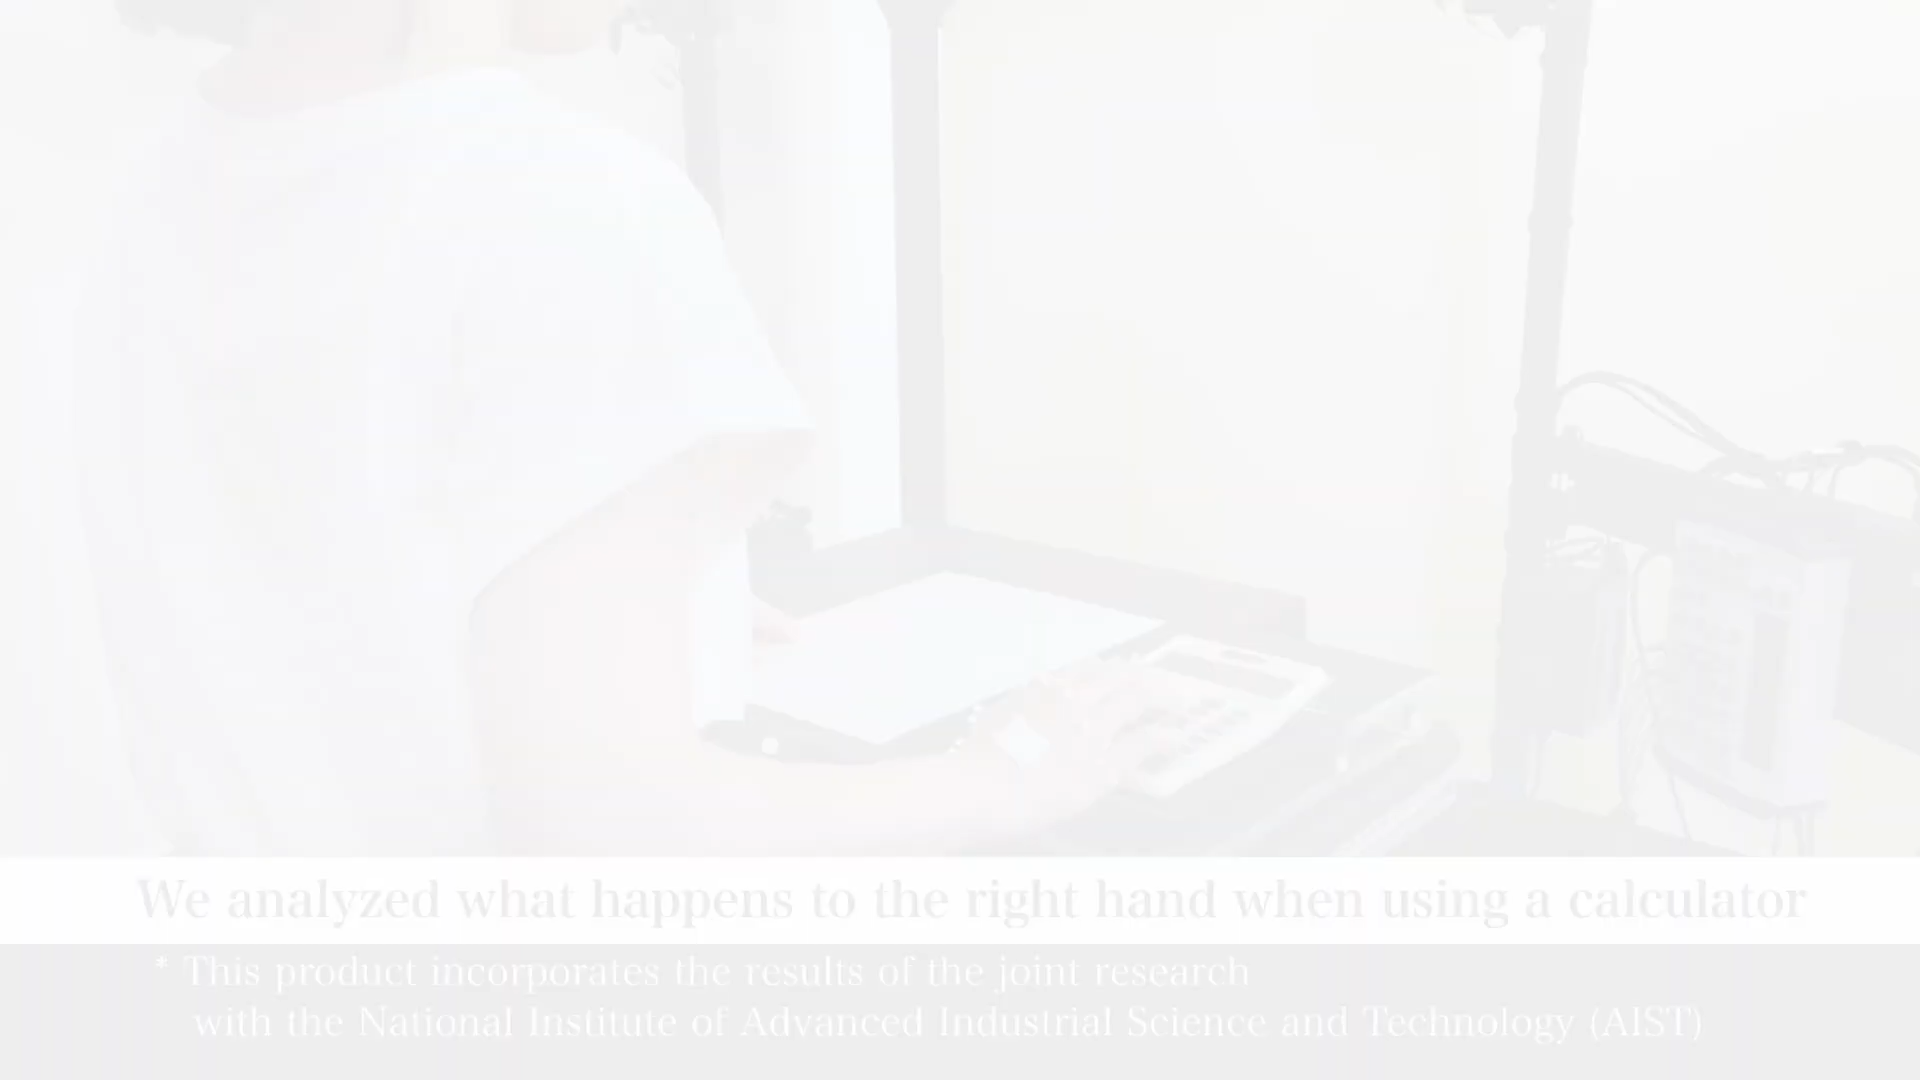 We analyzed what happens to the right hand when using a calculator
* This product incorporates the results of the joint research
with the National Institute of Advanced Industrial Science and Technology (AIST)